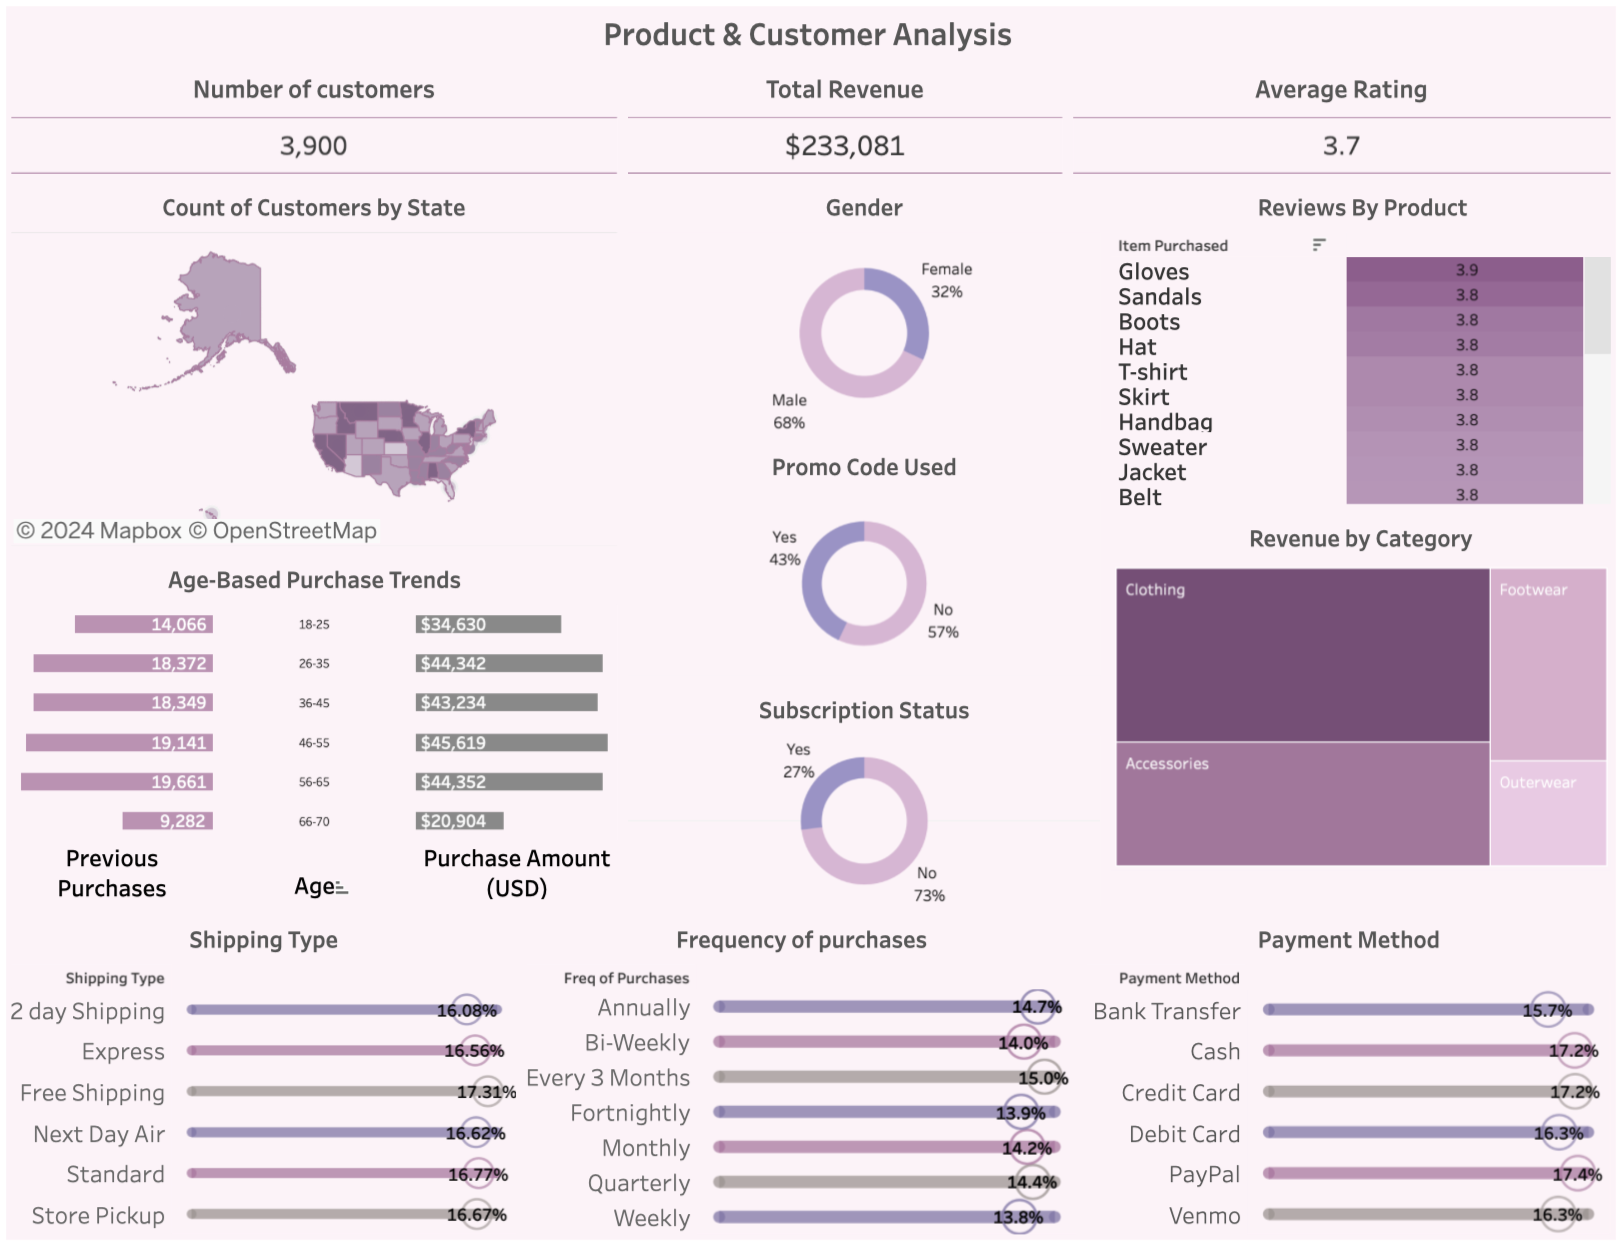 Product & Customer Analysis
Number of customers
Total Revenue
Average Rating
3,900
$233,081
3.7
Count of Customers by State
© 2024 Mapbox © OpenStreetMap
Age-Based Purchase Trends
14,066 18-25 $34,630
18,372 26-35 $44,342
18,349 36-45 $43,234
19,141 46-55 $45,619
19,661 56-65 $44,352
9,282 66-70 $20,904
Previous
Purchases
Age
Purchase Amount
(USD)
Gender
Female
32%
Male
68%
Promo Code Used
Yes
43%
No
57%
Subscription Status
Yes
27%
No
73%
Reviews By Product
Item Purchased
Gloves 3.9
Sandals 3.8
Boots 3.8
Hat 3.8
T-shirt 3.8
Skirt 3.8
Handbag 3.8
Sweater 3.8
Jacket 3.8
Belt 3.8
Revenue by Category
Clothing
Footwear
Accessories
Outerwear
Shipping Type
Shipping Type
2 day Shipping 16.08%
Express 16.56%
Free Shipping 17.31%
Next Day Air 16.62%
Standard 16.77%
Store Pickup 16.67%
Frequency of purchases
Freq of Purchases
Annually 14.7%
Bi-Weekly 14.0%
Every 3 Months 15.0%
Fortnightly 13.9%
Monthly 14.2%
Quarterly 14.4%
Weekly 13.8%
Payment Method
Payment Method
Bank Transfer 15.7%
Cash 17.2%
Credit Card 17.2%
Debit Card 16.3%
PayPal 17.4%
Venmo 16.3%